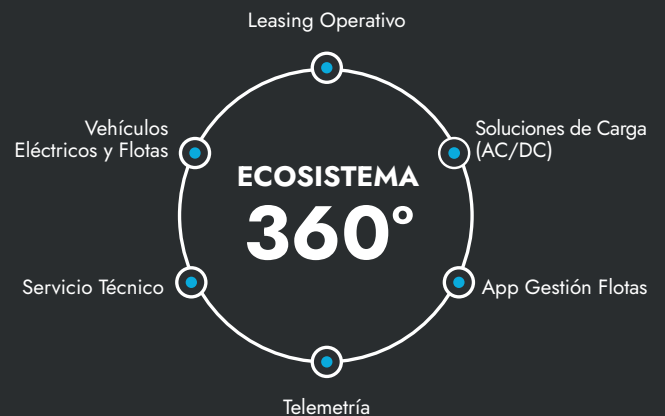 Leasing Operativo
Vehículos
Eléctricos y Flotas
Soluciones de Carga
(AC/DC)
ECOSISTEMA
360°
Servicio Técnico
App Gestión Flotas
Telemetría